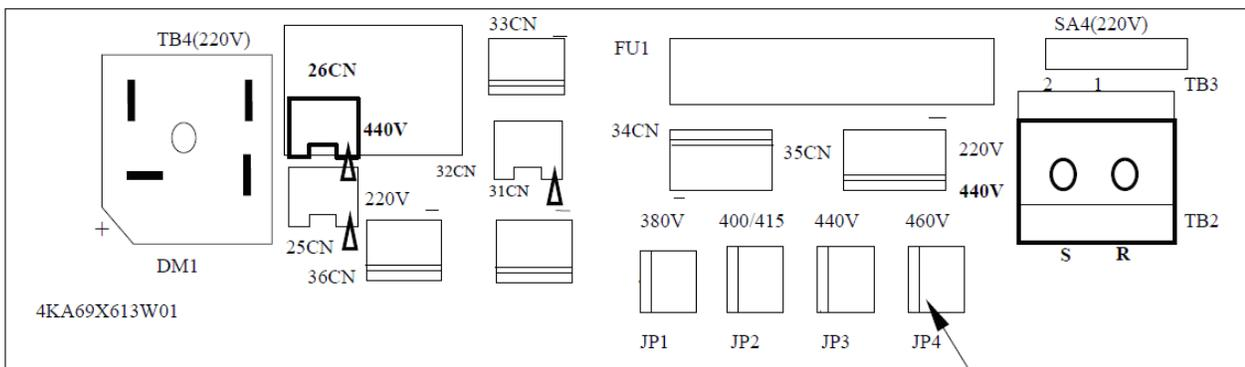 33CN
SA4(220V)
TB4(220V)
FU1
26CN
2 1 TB3
440V
34CN
35CN 220V
32CN
31CN
440V
220V
380V 400/415 440V 460V TB2
+
25CN
S R
DM1
36CN
4KA69X613W01
JP1 JP2 JP3 JP4